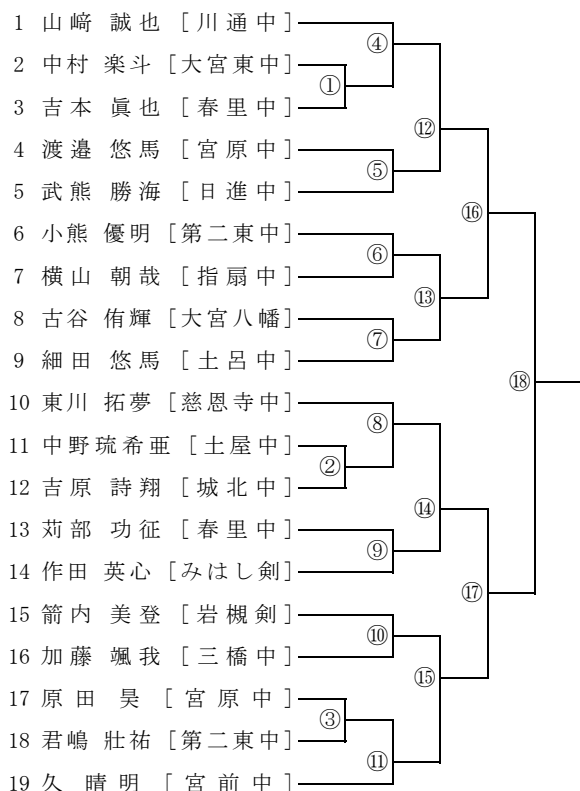 1 山﨑 誠也 [川通中]
④
2 中村 楽斗 [大宮東中]
①
3 吉本 眞也 [春里中]
⑫
4 渡邉 悠馬 [宮原中]
⑤
5 武熊 勝海 [日進中]
⑯
6 小熊 優明 [第二東中]
⑥
7 横山 朝哉 [指扇中]
⑬
8 古谷 侑輝 [大宮八幡]
⑦
9 細田 悠馬 [土呂中]
⑱
10 東川 拓夢 [慈恩寺中]
⑧
11 中野琉希亜 [土屋中]
②
12 吉原 詩翔 [城北中]
⑭
13 苅部 功征 [春里中]
⑨
14 作田 英心 [みはし剣]
⑰
15 箭内 美登 [岩槻剣]
⑩
16 加藤 颯我 [三橋中]
⑮
17 原田 昊 [宮原中]
③
18 君嶋 壯祐 [第二東中]
⑪
19 久 晴明 [宮前中]